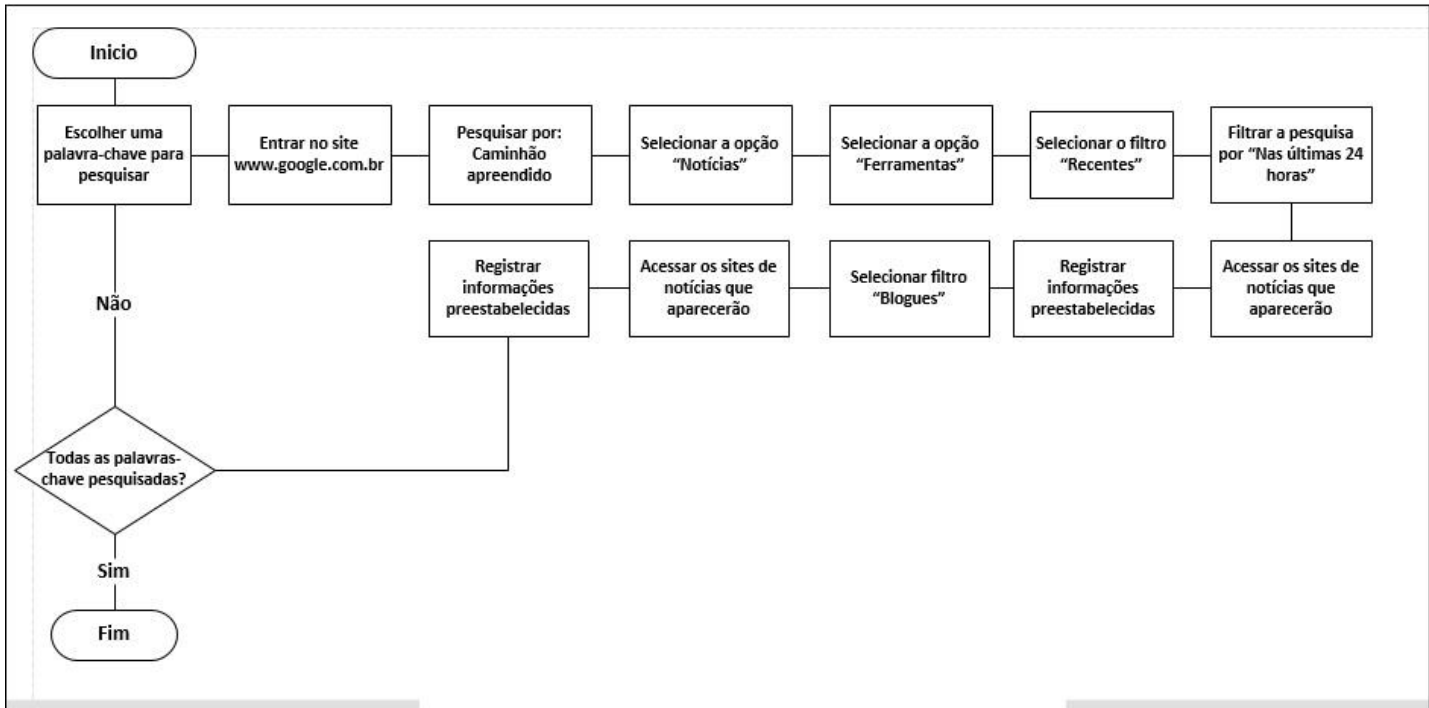 Inicio
Escolher uma
palavra-chave para
pesquisar
Entrar no site
www.google.com.br
Pesquisar por:
Caminhão
apreendido
Selecionar a opção
“Notícias”
Selecionar a opção
“Ferramentas”
Selecionar o filtro
“Recentes”
Filtrar a pesquisa
por “Nas últimas 24
horas”
Acessar os sites de
notícias que
aparecerão
Registrar
informações
preestabelecidas
Selecionar filtro
“Blogues”
Acessar os sites de
notícias que
aparecerão
Registrar
informações
preestabelecidas
Não
Todas as palavras-
chave pesquisadas?
Sim
Fim